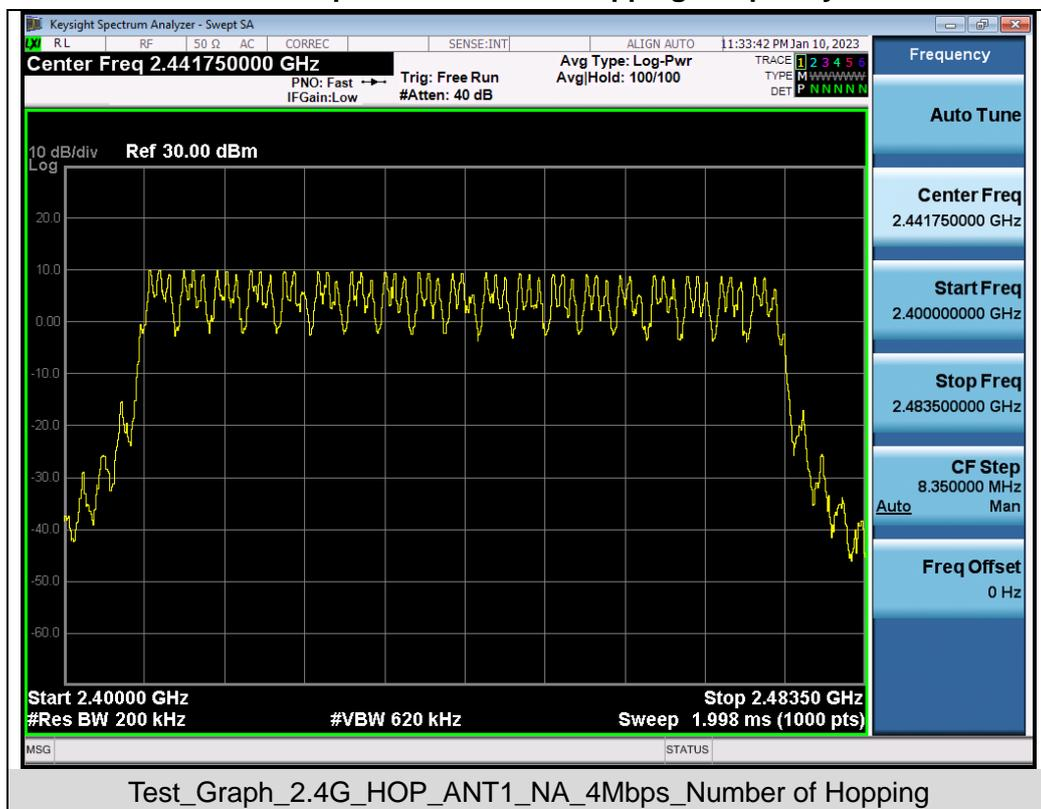 Keysight Spectrum Analyzer - Swept SA
LXI RL RF 50 Ω AC CORREC SENSE:INT ALIGN AUTO 11:33:42 PM Jan 10, 2023
Center Freq 2.441750000 GHz
PNO: Fast
IFGain:Low
Trig: Free Run
#Atten: 40 dB
Avg Type: Log-Pwr
Avg|Hold: 100/100
TRACE 1 2 3 4 5 6
TYPE M WWWWW
DET P N N N N N
10 dB/div
Log
Ref 30.00 dBm
20.0
10.0
0.00
-10.0
-20.0
-30.0
-40.0
-50.0
-60.0
Start 2.40000 GHz
Stop 2.48350 GHz
#Res BW 200 kHz
#VBW 620 kHz
Sweep 1.998 ms (1000 pts)
MSG
STATUS
Frequency
Auto Tune
Center Freq
2.441750000 GHz
Start Freq
2.400000000 GHz
Stop Freq
2.483500000 GHz
CF Step
8.350000 MHz
Auto Man
Freq Offset
0 Hz
Test_Graph_2.4G_HOP_ANT1_NA_4Mbps_Number of Hopping